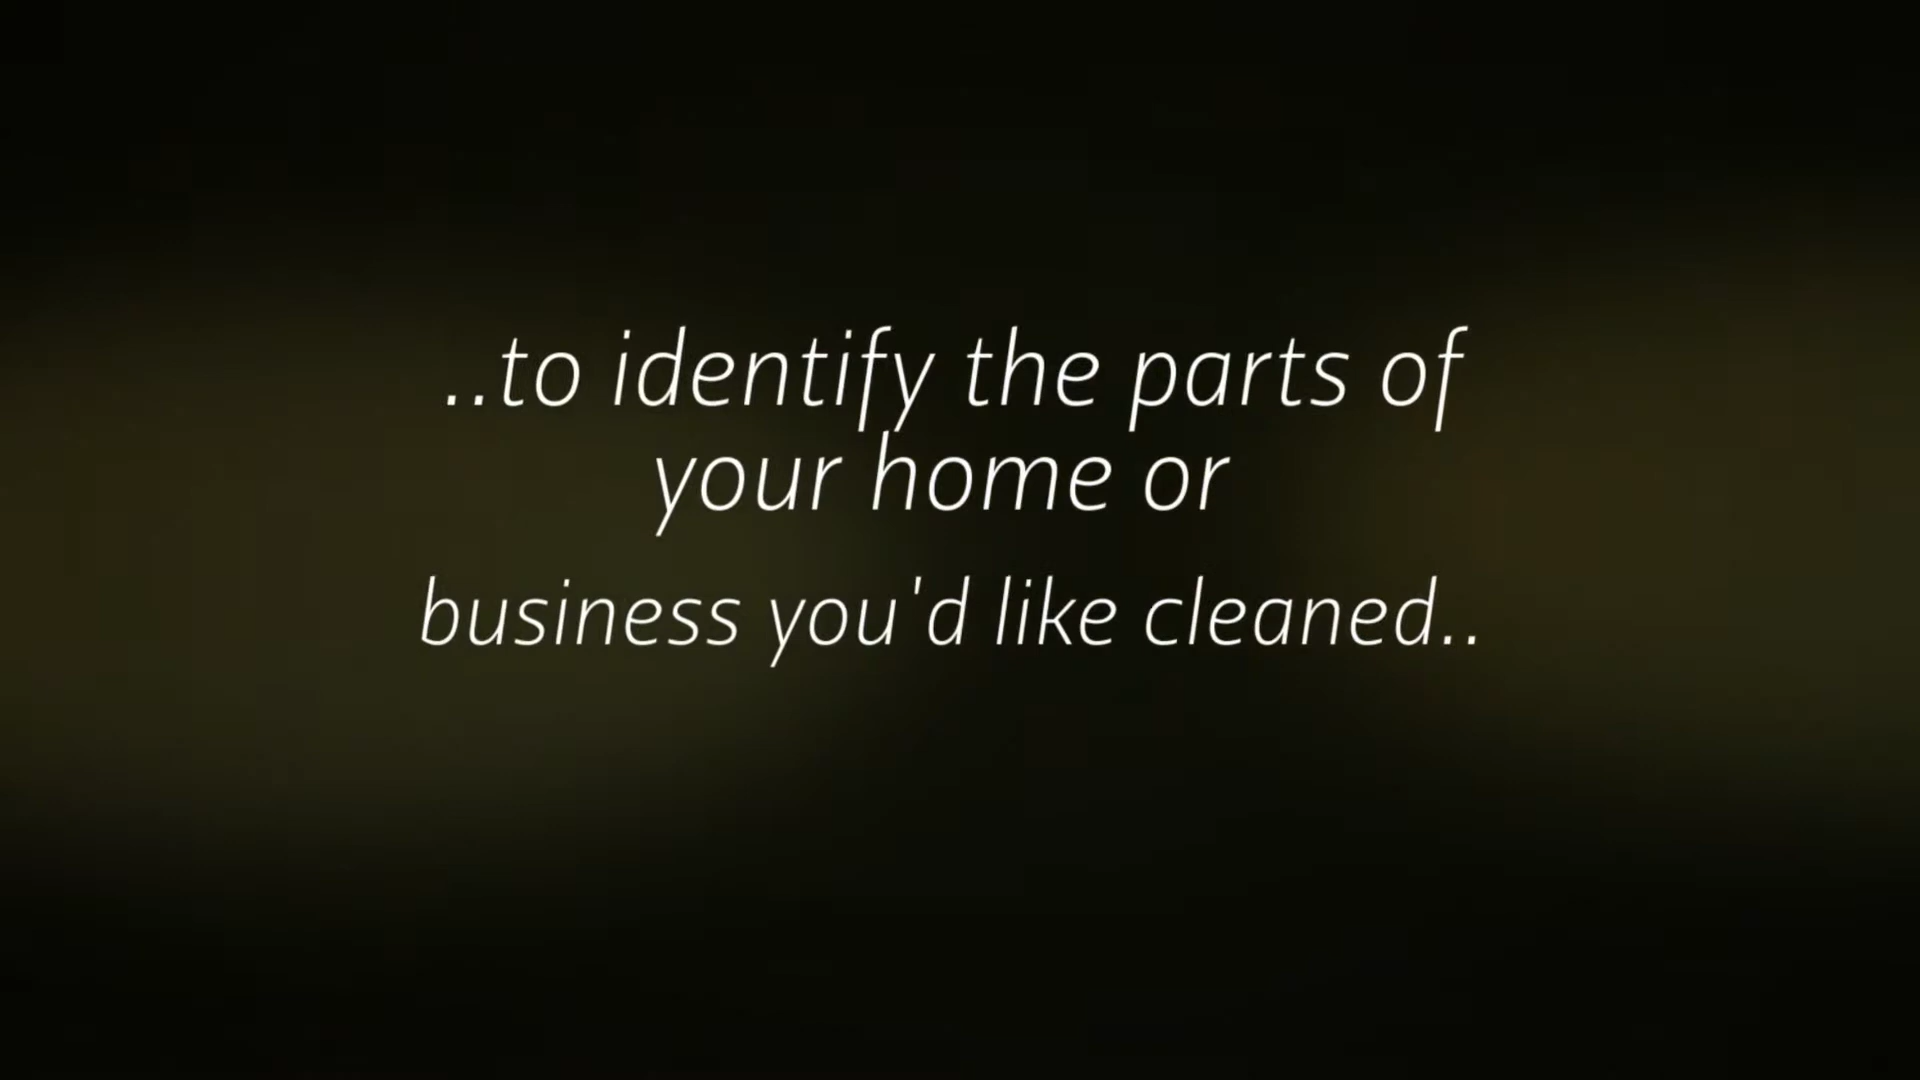 ..to identify the parts of
your home or
business you'd like cleaned..